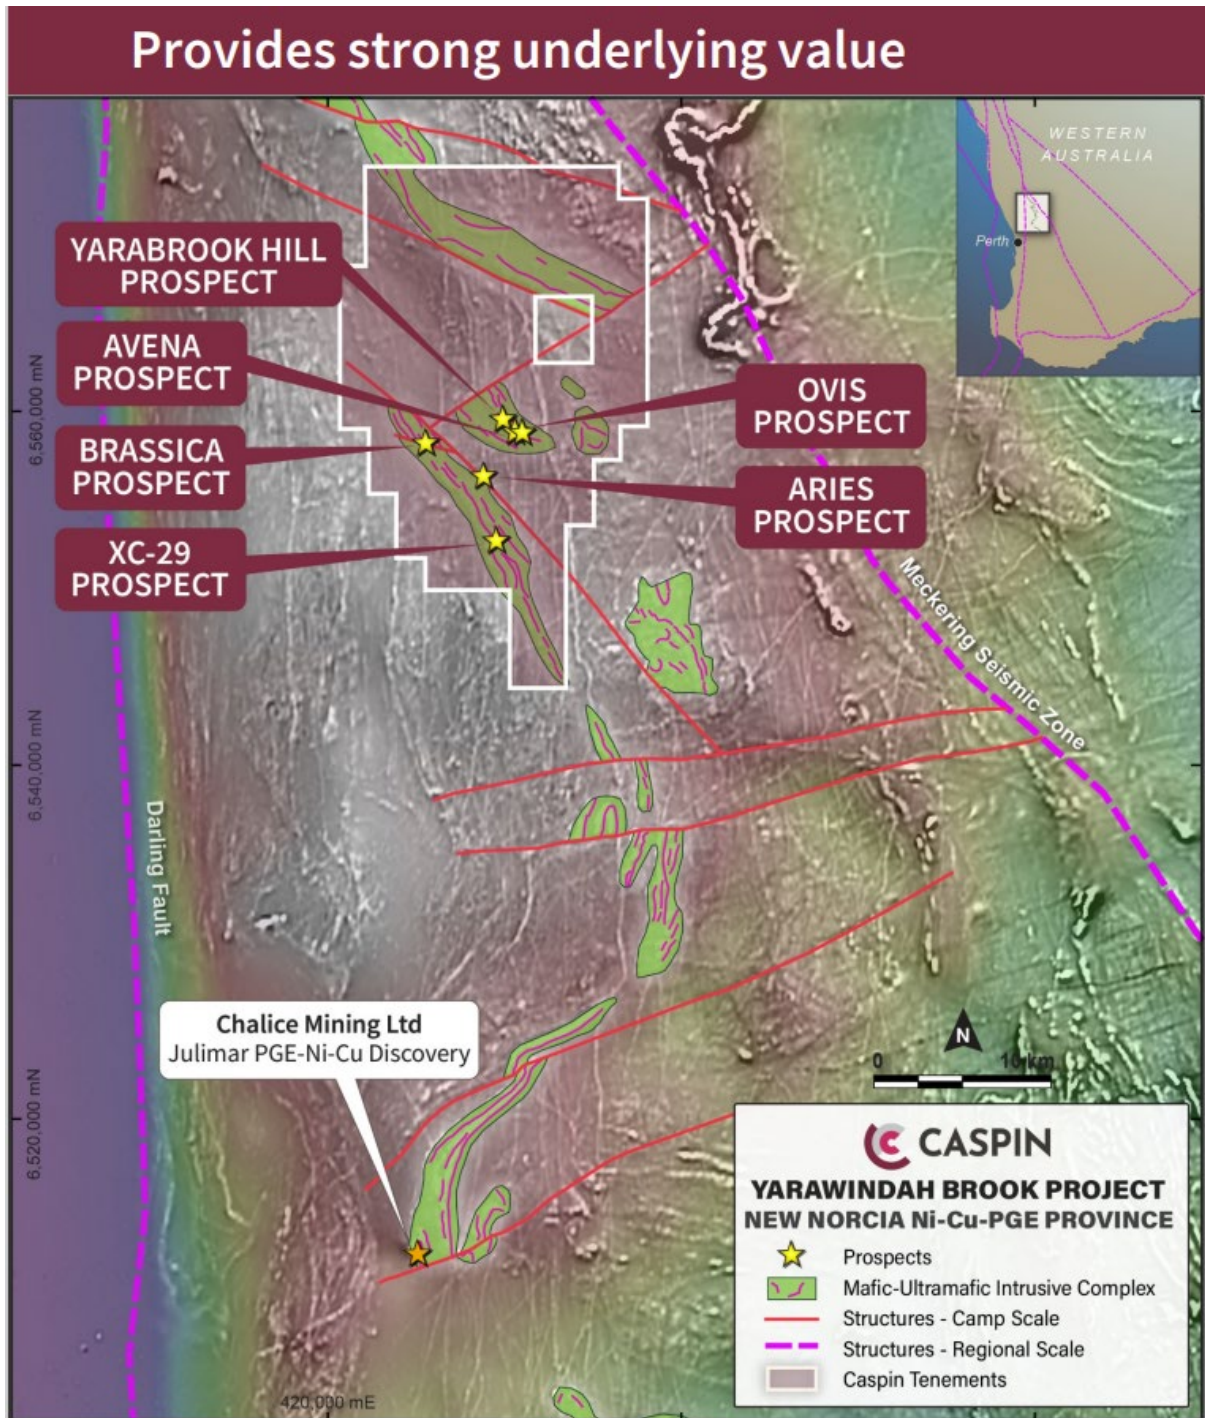 Provides strong underlying value
WESTERN
AUSTRALIA
Perth
YARABROOK HILL
PROSPECT
AVENA
PROSPECT
BRASSICA
PROSPECT
XC-29
PROSPECT
OVIS
PROSPECT
ARIES
PROSPECT
6,560,000 mN
6,540,000 mN
6,520,000 mN
420,000 mE
Darling Fault
Meckering Seismic Zone
Chalice Mining Ltd
Julimar PGE-Ni-Cu Discovery
N
0 10 km
CASPIN
YARAWINDAH BROOK PROJECT
NEW NORCIA Ni-Cu-PGE PROVINCE
Prospects
Mafic-Ultramafic Intrusive Complex
Structures - Camp Scale
Structures - Regional Scale
Caspin Tenements